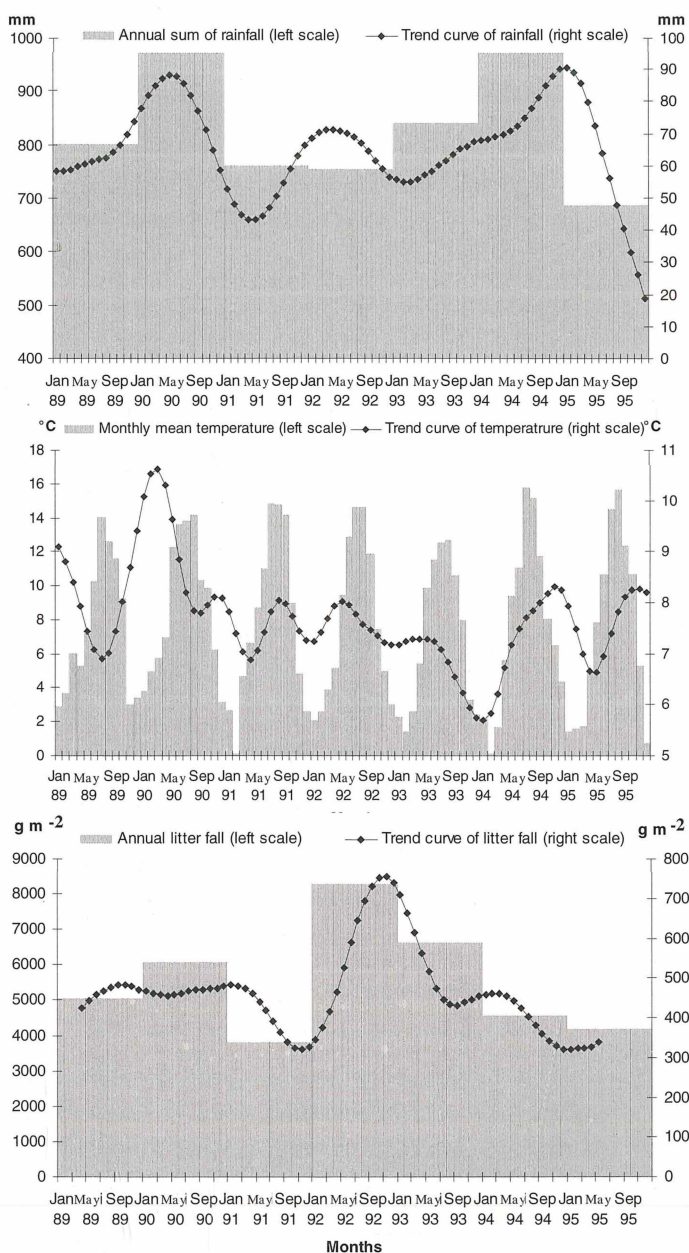 mm mm
1000 Annual sum of rainfall (left scale) Trend curve of rainfall (right scale) 100
900 90
80
800 70
700 60
50
600 40
30
500 20
10
400 0
Jan May Sep Jan May Sep Jan May Sep Jan May Sep Jan May Sep Jan May Sep Jan May Sep
89 89 89 90 90 90 91 91 91 92 92 92 93 93 93 94 94 94 95 95 95
°C Monthly mean temperature (left scale) Trend curve of temperatrure (right scale) °C
18 11
16 10
14
12 9
10 8
8
6 7
4 6
2
0 5
Jan May Sep Jan May Sep Jan May Sep Jan May Sep Jan May Sep Jan May Sep Jan May Sep
89 89 89 90 90 90 91 91 91 92 92 92 93 93 93 94 94 94 95 95 95
g m -2 Annual litter fall (left scale) Trend curve of litter fall (right scale) g m -2
9000 800
8000 700
7000 600
6000 500
5000
4000 400
3000 300
2000 200
1000 100
0 0
Jan Mayi Sep Jan Mayi Sep Jan Mayi Sep Jan Mayi Sep Jan Mayi Sep Jan Mayi Sep Jan May Sep
89 89 89 90 90 90 91 91 91 92 92 92 93 93 93 94 94 94 95 95 95
Months